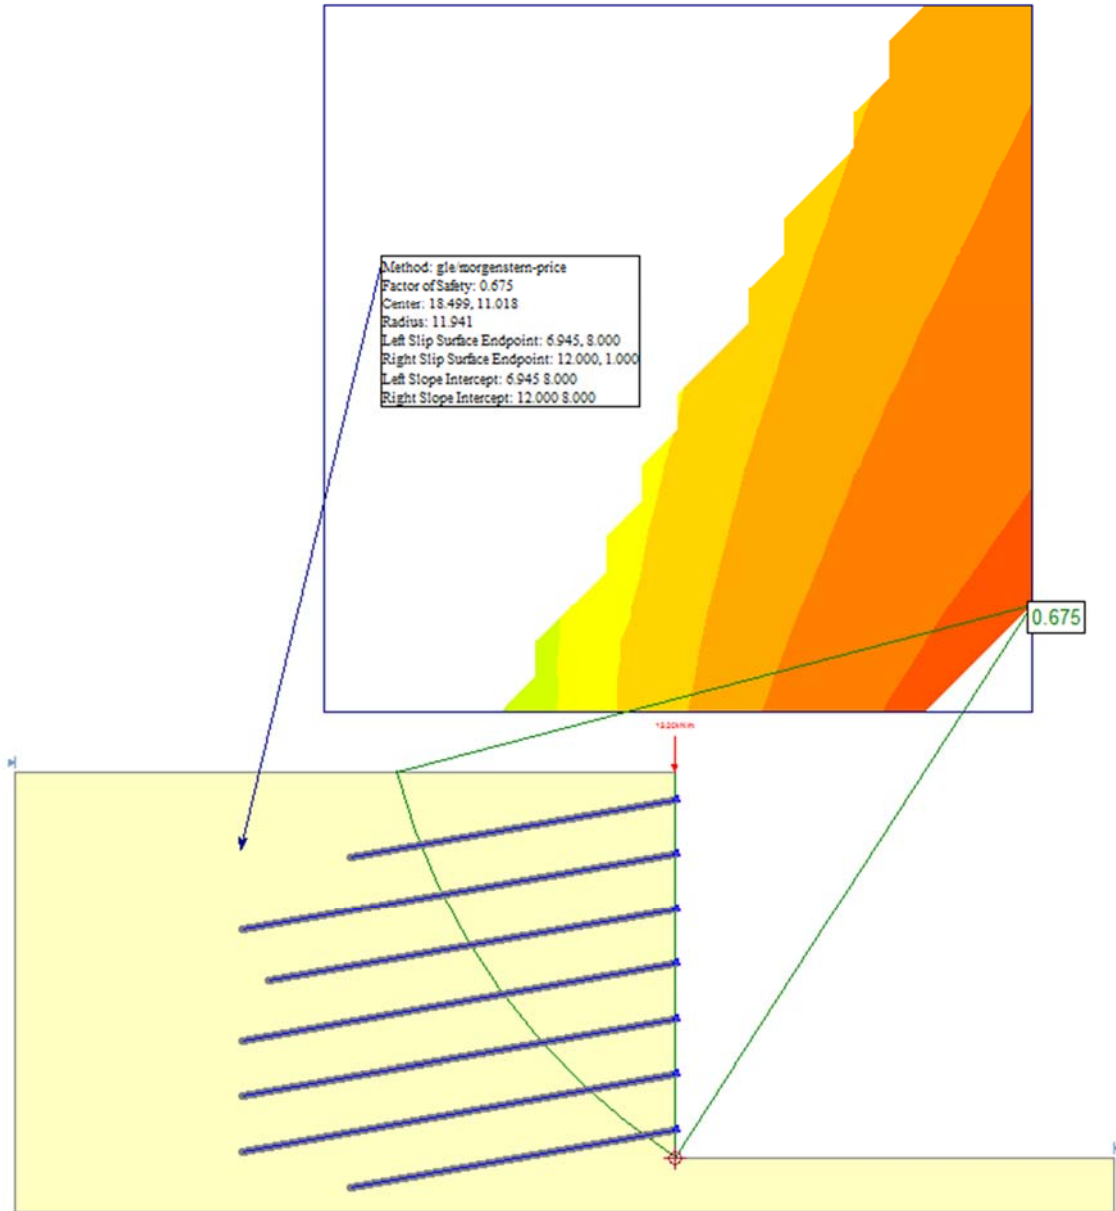 Method: gle/morgenstern-price
Factor of Safety: 0.675
Center: 18.499, 11.018
Radius: 11.941
Left Slip Surface Endpoint: 6.945, 8.000
Right Slip Surface Endpoint: 12.000, 1.000
Left Slope Intercept: 6.945 8.000
Right Slope Intercept: 12.000 8.000
0.675